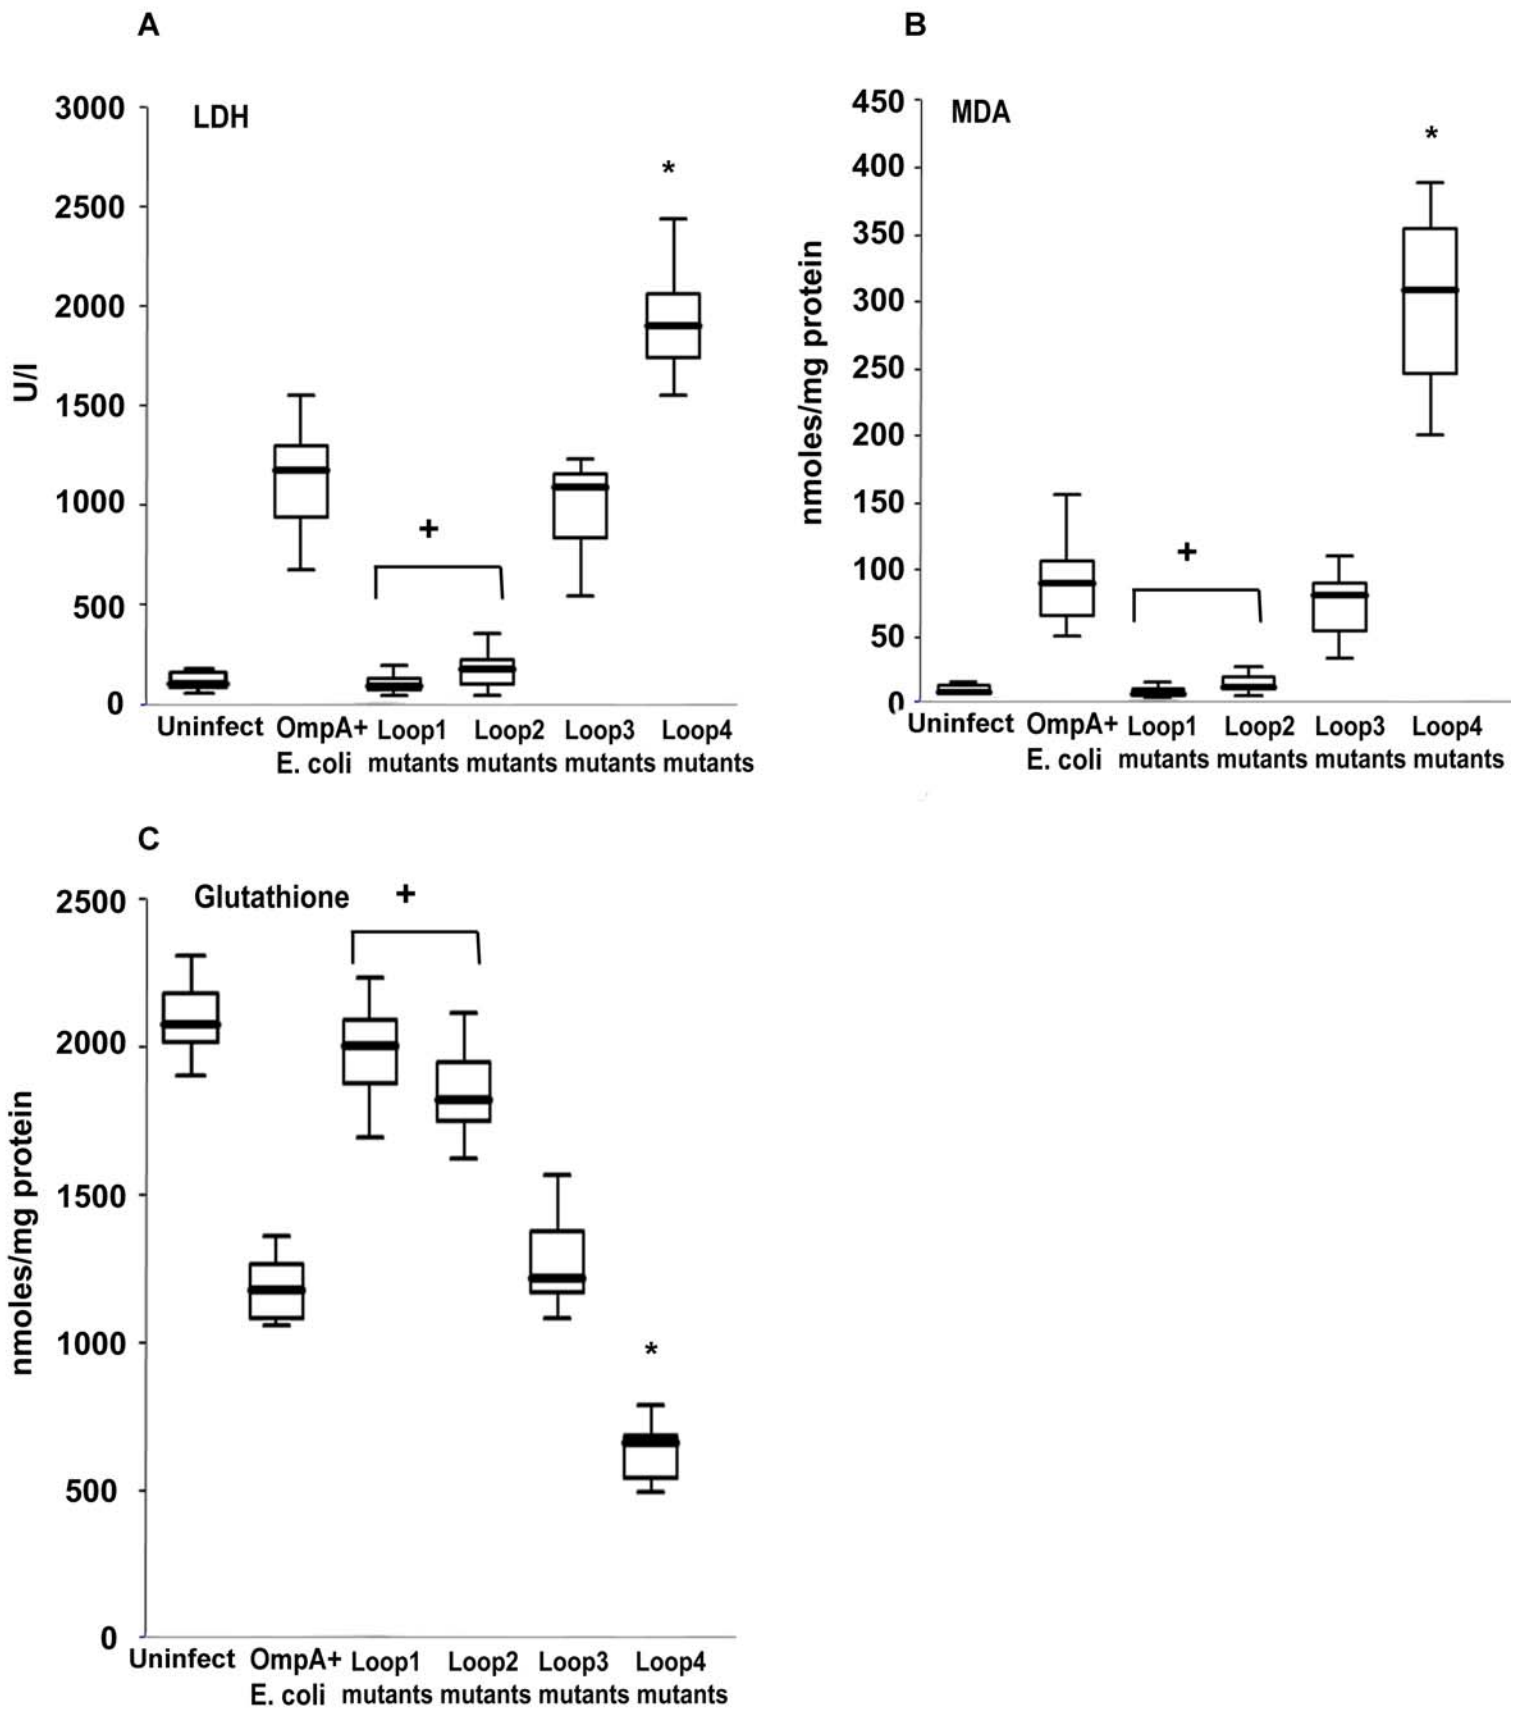 A
LDH
3000
2500
2000
1500
1000
500
0
U/l
*
+
Uninfect OmpA+ Loop1 Loop2 Loop3 Loop4
E. coli mutants mutants mutants mutants
B
MDA
450
400
350
300
250
200
150
100
50
0
nmoles/mg protein
*
+
Uninfect OmpA+ Loop1 Loop2 Loop3 Loop4
E. coli mutants mutants mutants mutants
C
Glutathione +
2500
2000
1500
1000
500
0
nmoles/mg protein
*
Uninfect OmpA+ Loop1 Loop2 Loop3 Loop4
E. coli mutants mutants mutants mutants